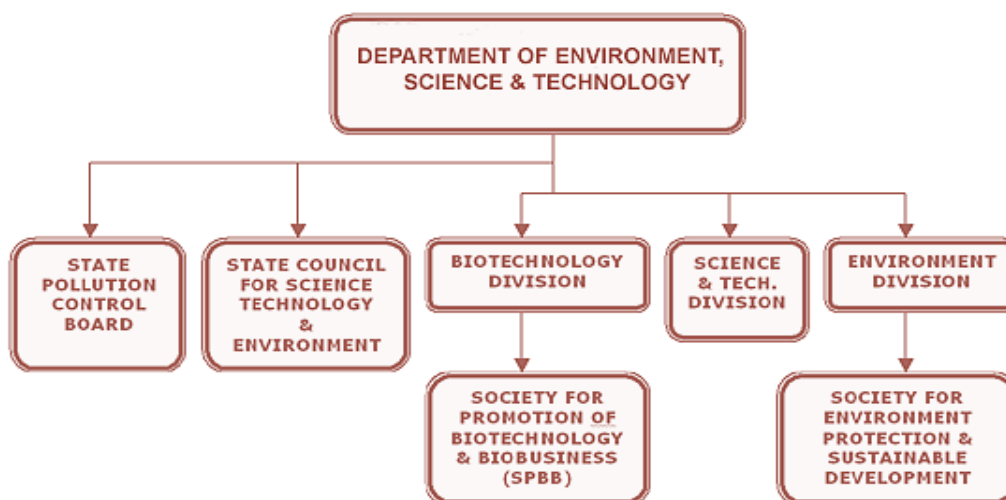 DEPARTMENT OF ENVIRONMENT,
SCIENCE & TECHNOLOGY
STATE
POLLUTION
CONTROL
BOARD
STATE COUNCIL
FOR SCIENCE
TECHNOLOGY
&
ENVIRONMENT
BIOTECHNOLOGY
DIVISION
SCIENCE
& TECH.
DIVISION
ENVIRONMENT
DIVISION
SOCIETY FOR
PROMOTION OF
BIOTECHNOLOGY
& BIOBUSINESS
(SPBB)
SOCIETY FOR
ENVIRONMENT
PROTECTION &
SUSTAINABLE
DEVELOPMENT